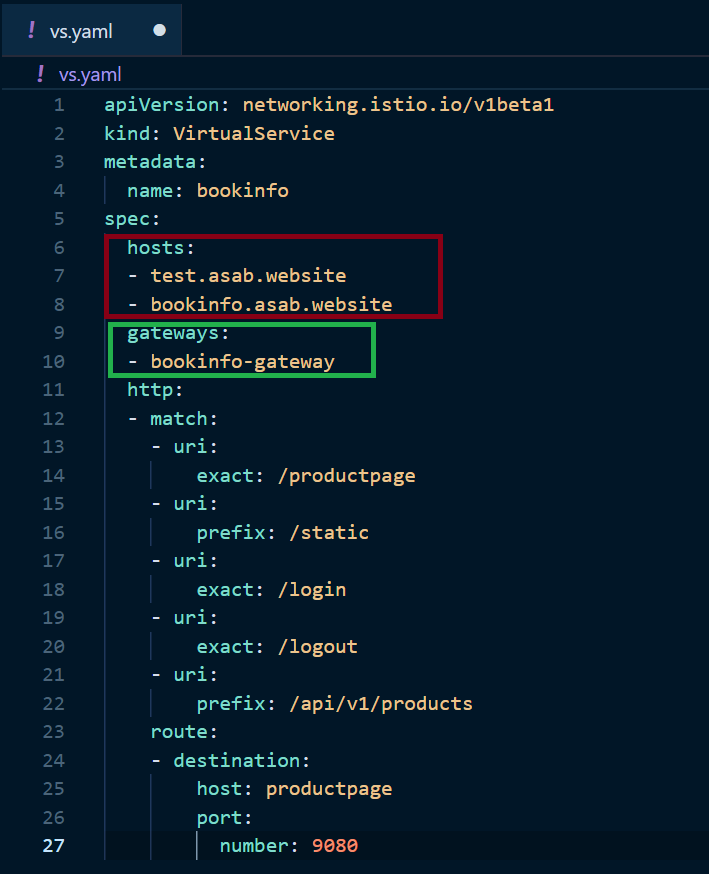 ! vs.yaml ●
! vs.yaml
1 apiVersion: networking.istio.io/v1beta1
2 kind: VirtualService
3 metadata:
4   name: bookinfo
5 spec:
6   hosts:
7   - test.asab.website
8   - bookinfo.asab.website
9   gateways:
10   - bookinfo-gateway
11   http:
12   - match:
13     - uri:
14         exact: /productpage
15     - uri:
16         prefix: /static
17     - uri:
18         exact: /login
19     - uri:
20         exact: /logout
21     - uri:
22         prefix: /api/v1/products
23     route:
24     - destination:
25         host: productpage
26         port:
27           number: 9080